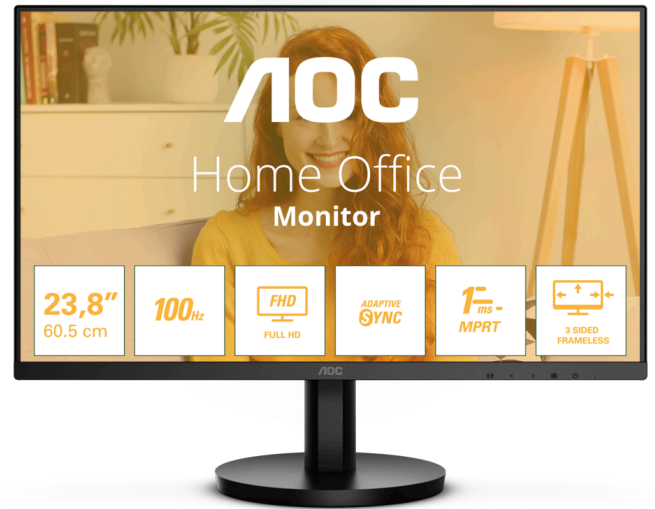 AOC
Home Office
Monitor
23,8"
60.5 cm
100Hz
FHD
FULL HD
ADAPTIVE
SYNC
1ms-
MPRT
3 SIDED
FRAMELESS
AOC